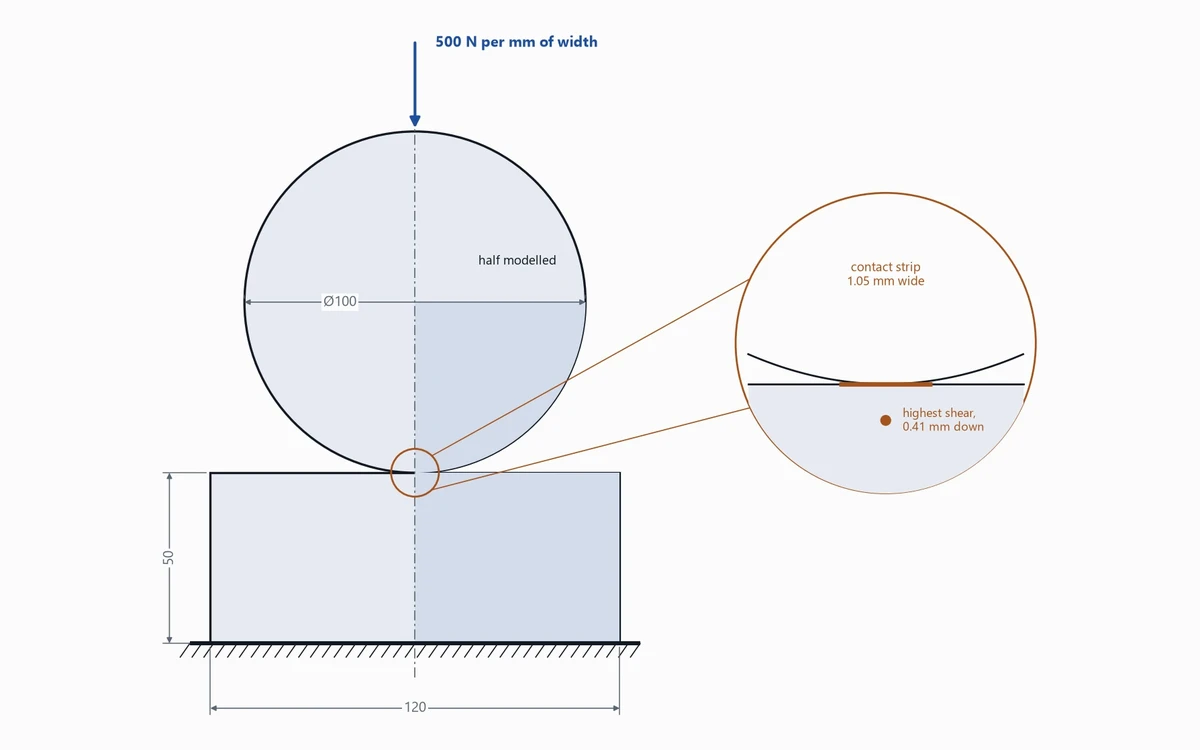 500 N per mm of width
half modelled
Ø100
contact strip
1.05 mm wide
highest shear,
0.41 mm down
50
120